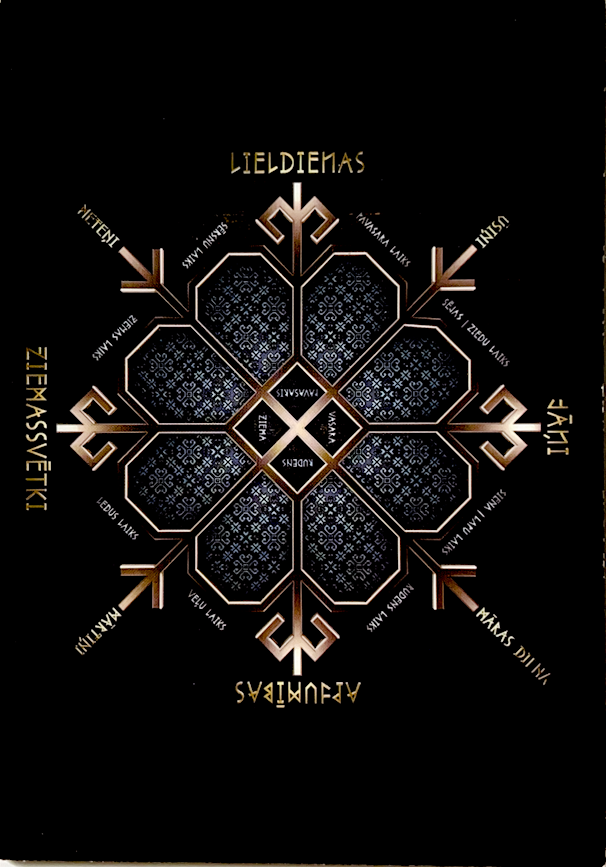 LIELDIENAS
METEŅI
SĒRSNU LAIKS
PAVASARA LAIKS
ŪSIŅI
ZIEMAS LAIKS
SĒJAS | ZIEDU LAIKS
ZIEMASSVĒTKI
PAVASARIS
ZIEMA
VASARA
RUDENS
JĀŅI
LEDUS LAIKS
SIENA | LAPU LAIKS
VEĻU LAIKS
RUDENS LAIKS
MĀRTIŅI
MĀRAS DIENA
APJUMĪBAS